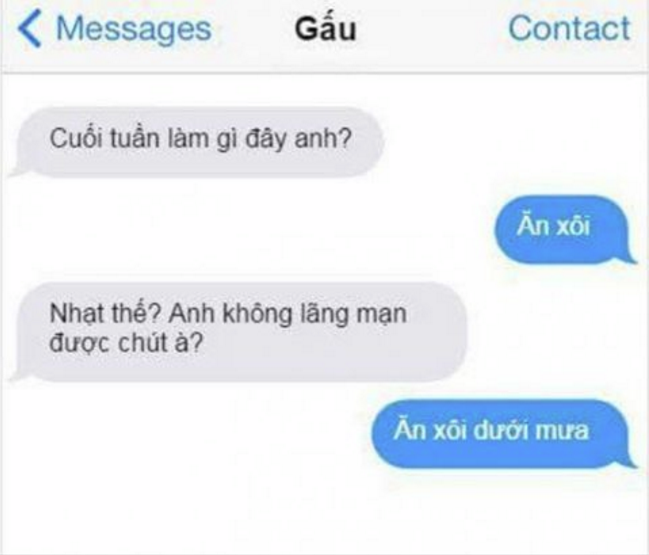 Messages Gấu Contact
Cuối tuần làm gì đây anh?
Ăn xôi
Nhạt thế? Anh không lãng mạn
được chút à?
Ăn xôi dưới mưa